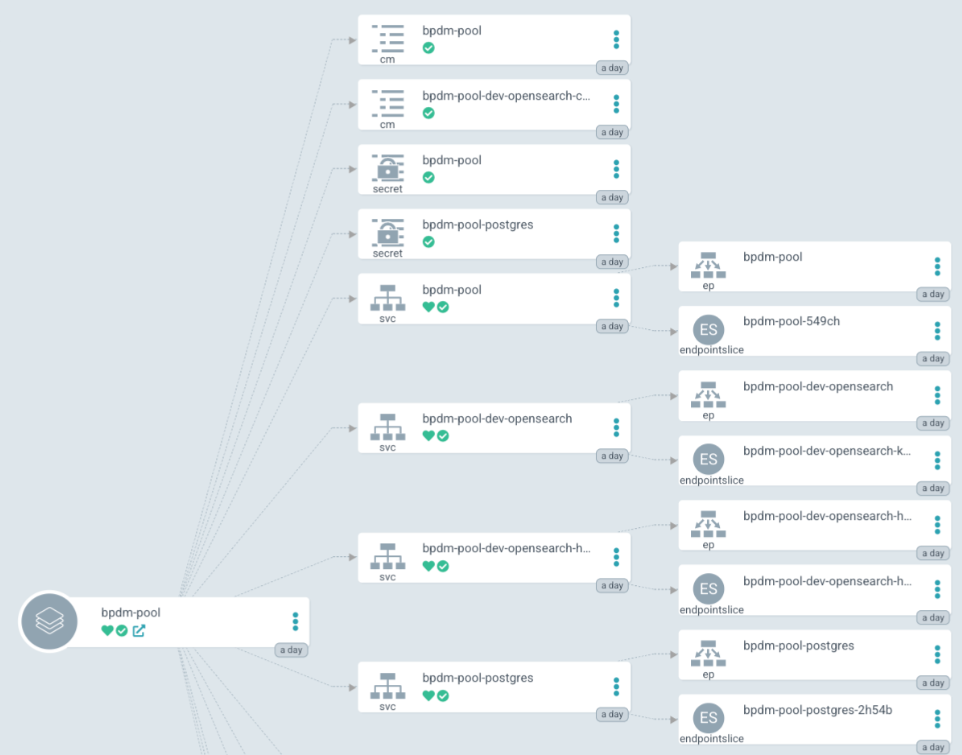 bpdm-pool
cm
a day
bpdm-pool-dev-opensearch-c...
cm
a day
bpdm-pool
secret
a day
bpdm-pool-postgres
secret
a day
bpdm-pool
svc
a day
bpdm-pool
ep
a day
bpdm-pool-549ch
ES
endpointslice
a day
bpdm-pool-dev-opensearch
svc
a day
bpdm-pool-dev-opensearch
ep
a day
bpdm-pool-dev-opensearch-k...
ES
endpointslice
a day
bpdm-pool-dev-opensearch-h...
svc
a day
bpdm-pool-dev-opensearch-h...
ep
a day
bpdm-pool-dev-opensearch-h...
ES
endpointslice
a day
bpdm-pool
a day
bpdm-pool-postgres
svc
a day
bpdm-pool-postgres
ep
a day
bpdm-pool-postgres-2h54b
ES
endpointslice
a day